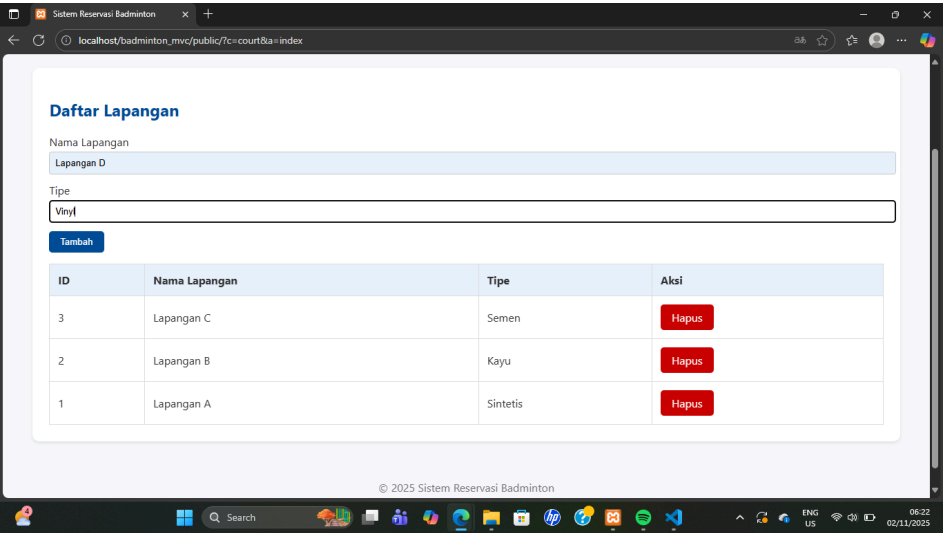 Sistem Reservasi Badminton
localhost/badminton_mvc/public/?c=court&a=index
Daftar Lapangan
Nama Lapangan
Lapangan D
Tipe
Vinyl
Tambah
ID Nama Lapangan Tipe Aksi
3 Lapangan C Semen Hapus
2 Lapangan B Kayu Hapus
1 Lapangan A Sintetis Hapus
© 2025 Sistem Reservasi Badminton
Search
ENG
US
06:22
02/11/2025